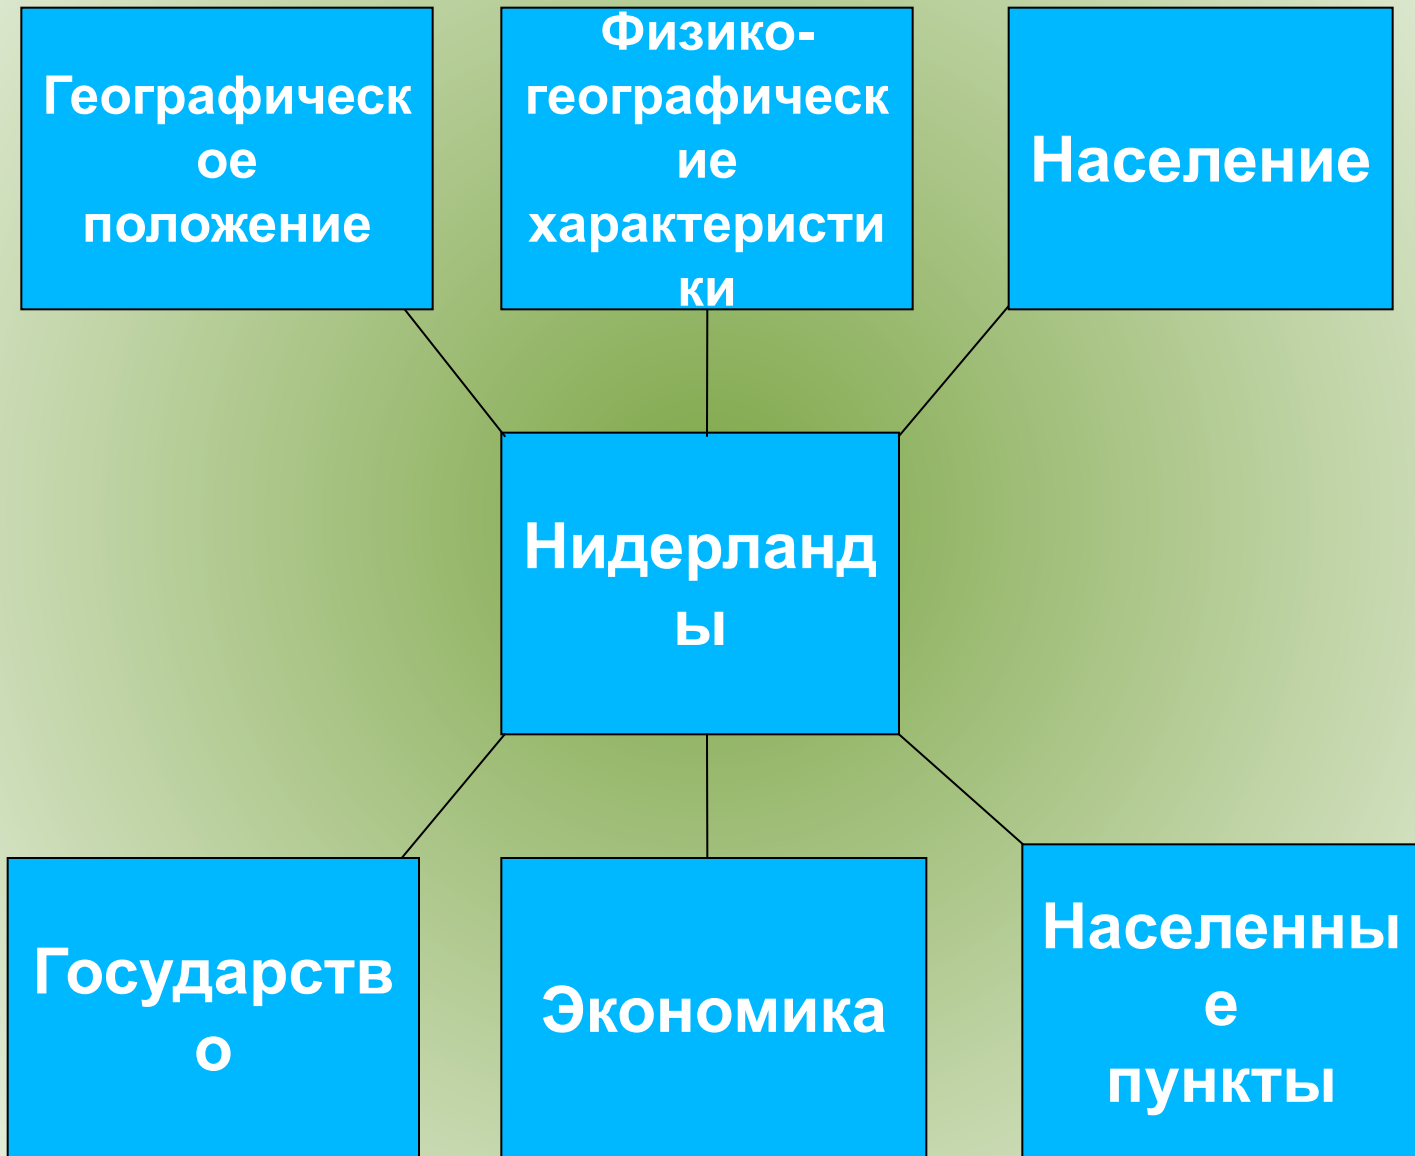 Географическ
ое
положение
Физико-
географическ
ие
характеристи
ки
Население
Нидерланд
ы
Государств
о
Экономика
Населенны
е
пункты